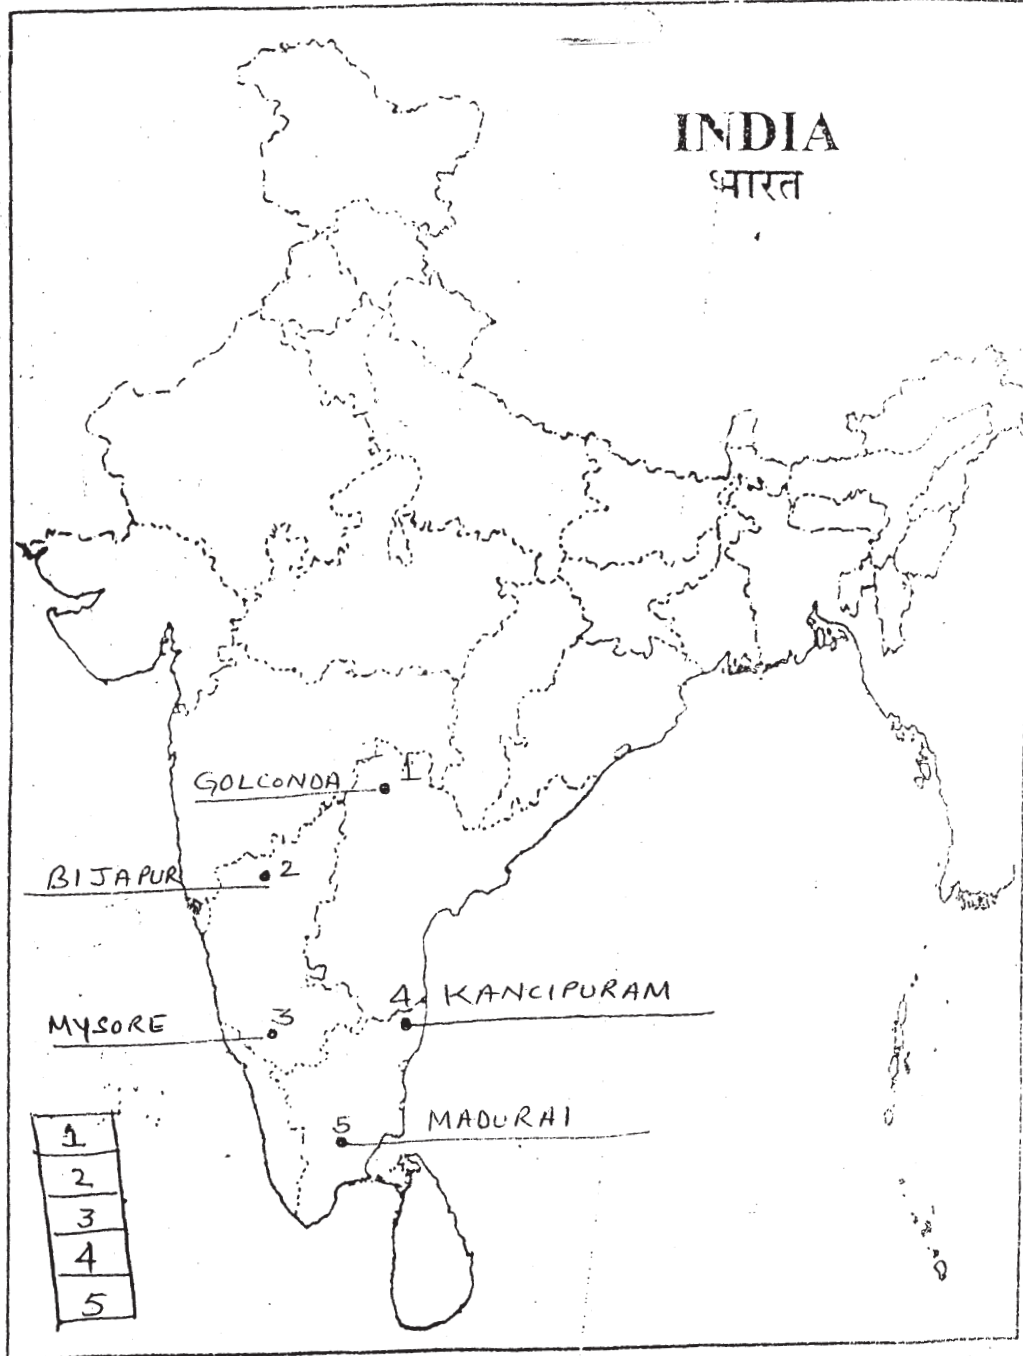 INDIA
भारत
1
GOLCONDA
BIJAPUR 2
4 KANCIPURAM
MYSORE 3
5 MADURAI
1
2
3
4
5